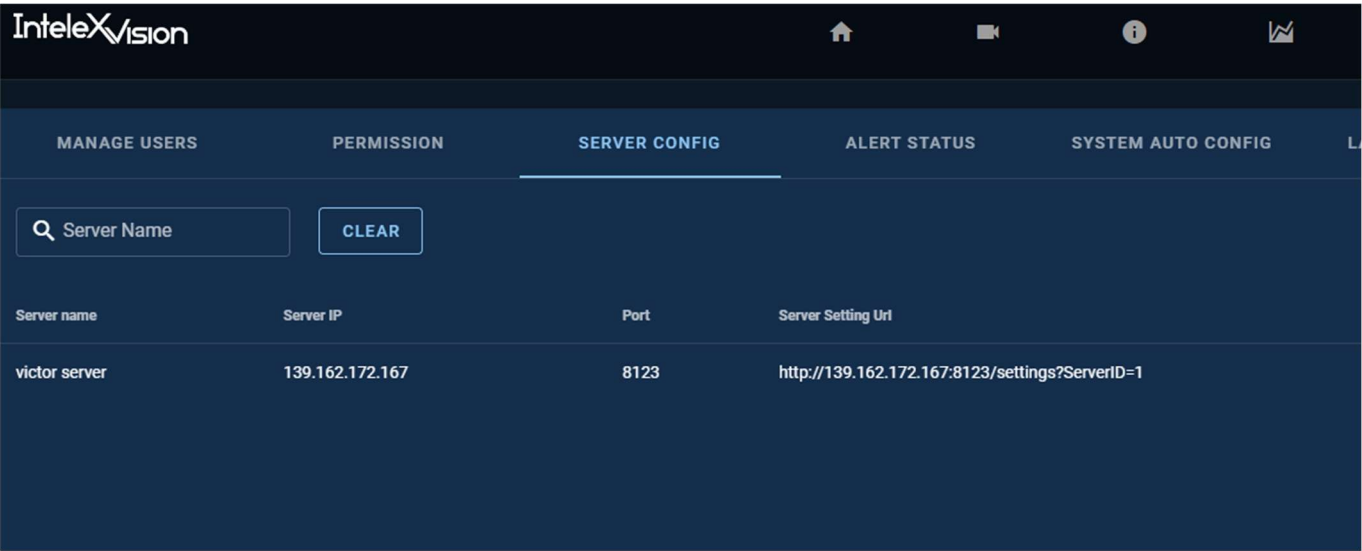 InteleXVision
MANAGE USERS PERMISSION SERVER CONFIG ALERT STATUS SYSTEM AUTO CONFIG
Server Name CLEAR
Server name Server IP Port Server Setting Url
victor server 139.162.172.167 8123 http://139.162.172.167:8123/settings?ServerID=1